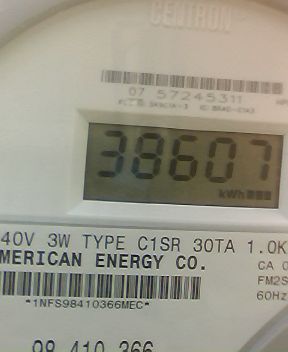 CENTRON
07 57245311
38607
kWh
40V 3W TYPE C1SR 30TA 1.0K
MERICAN ENERGY CO.
CA 0
FM2S
*1NFS98410366MEC*
60Hz
98 410 366